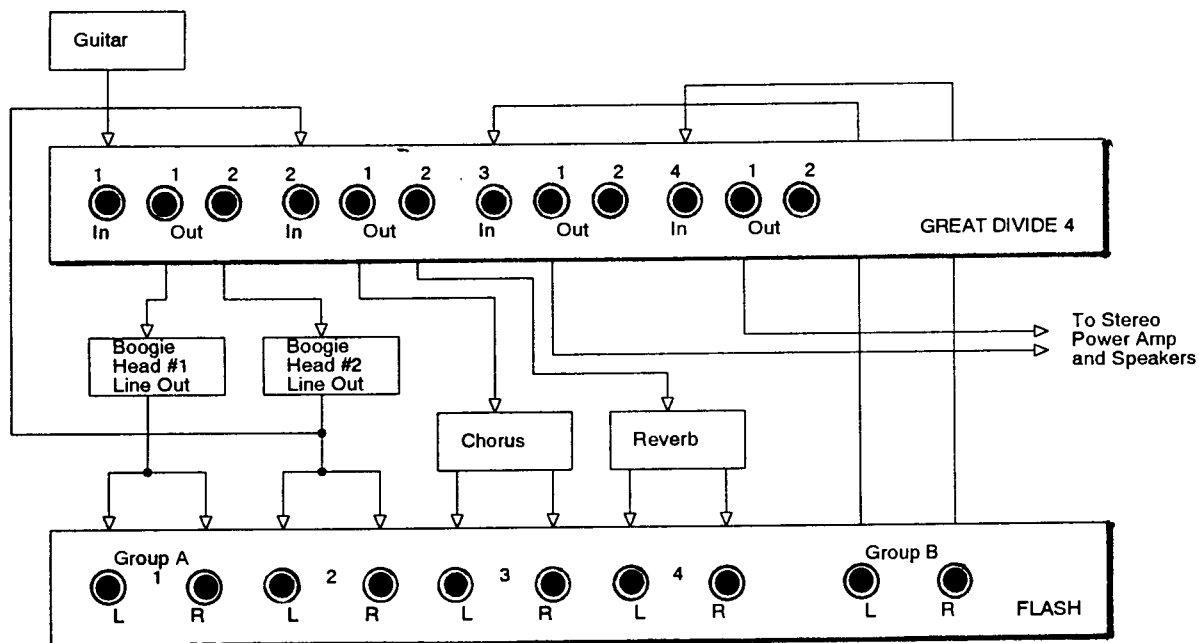 Guitar
1 1 2 2 1 2 3 1 2 4 1 2
In Out In Out In Out In Out
GREAT DIVIDE 4
Boogie
Head #1
Line Out
Boogie
Head #2
Line Out
To Stereo
Power Amp
and Speakers
Chorus
Reverb
Group A
Group B
1 2 3 4
L R L R L R L R L R
FLASH